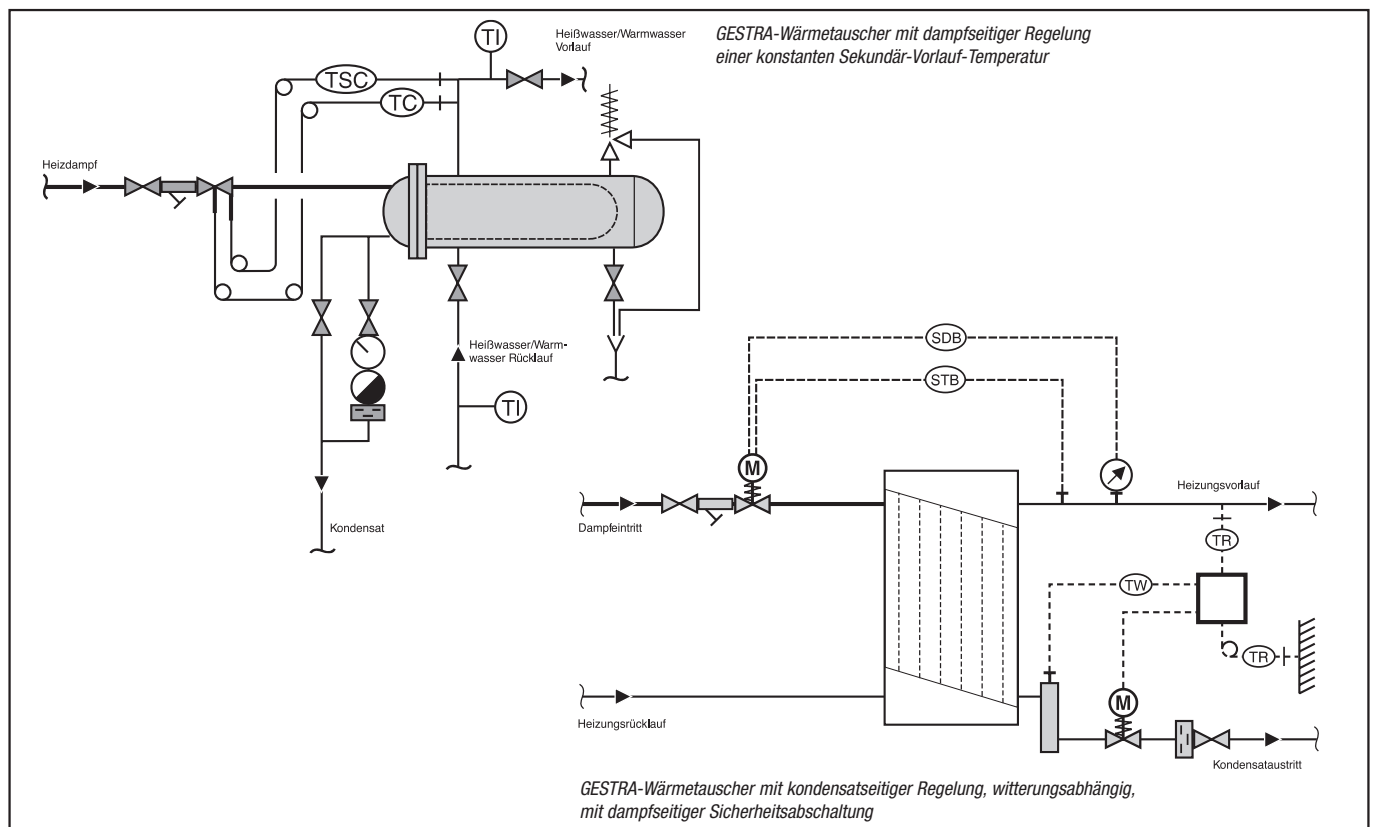 GESTRA-Wärmetauscher mit dampfseitiger Regelung
einer konstanten Sekundär-Vorlauf-Temperatur
TI
Heißwasser/Warmwasser
Vorlauf
TSC
TC
Heizdampf
Heißwasser/Warm-
wasser Rücklauf
TI
Kondensat
SDB
STB
M
Dampfeintritt
Heizungsvorlauf
TR
TW
TR
M
Heizungsrücklauf
Kondensataustritt
GESTRA-Wärmetauscher mit kondensatseitiger Regelung, witterungsabhängig,
mit dampfseitiger Sicherheitsabschaltung